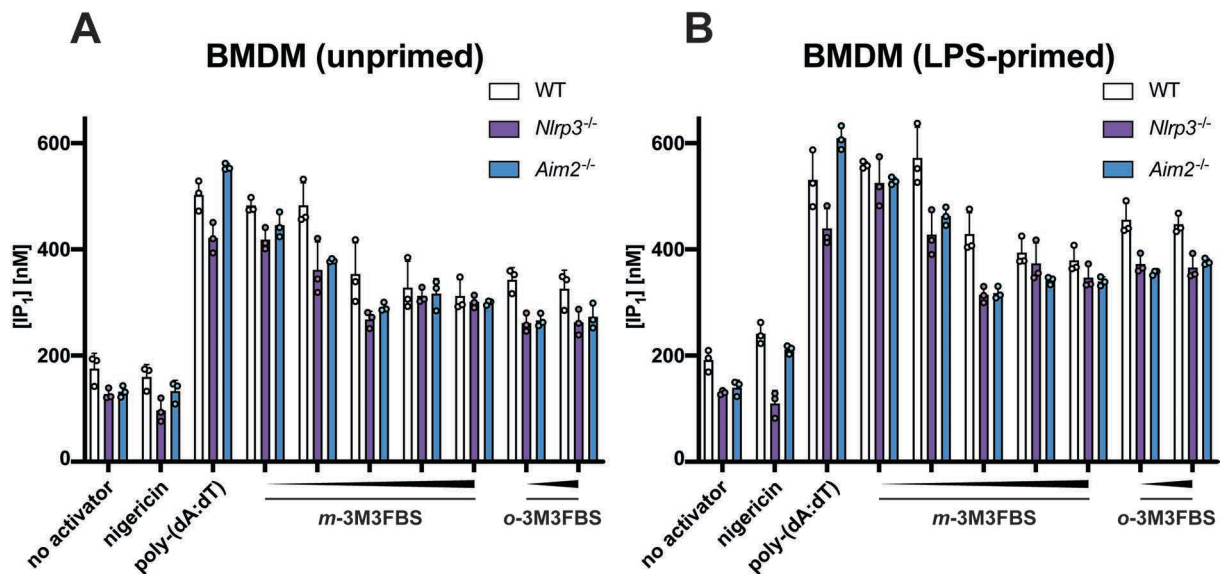 A
BMDM (unprimed)
WT
Nlrp3-/-
Aim2-/-
[IP1] [nM]
600
400
200
0
no activator
nigericin
poly-(dA:dT)
m-3M3FBS
o-3M3FBS
B
BMDM (LPS-primed)
WT
Nlrp3-/-
Aim2-/-
[IP1] [nM]
600
400
200
0
no activator
nigericin
poly-(dA:dT)
m-3M3FBS
o-3M3FBS